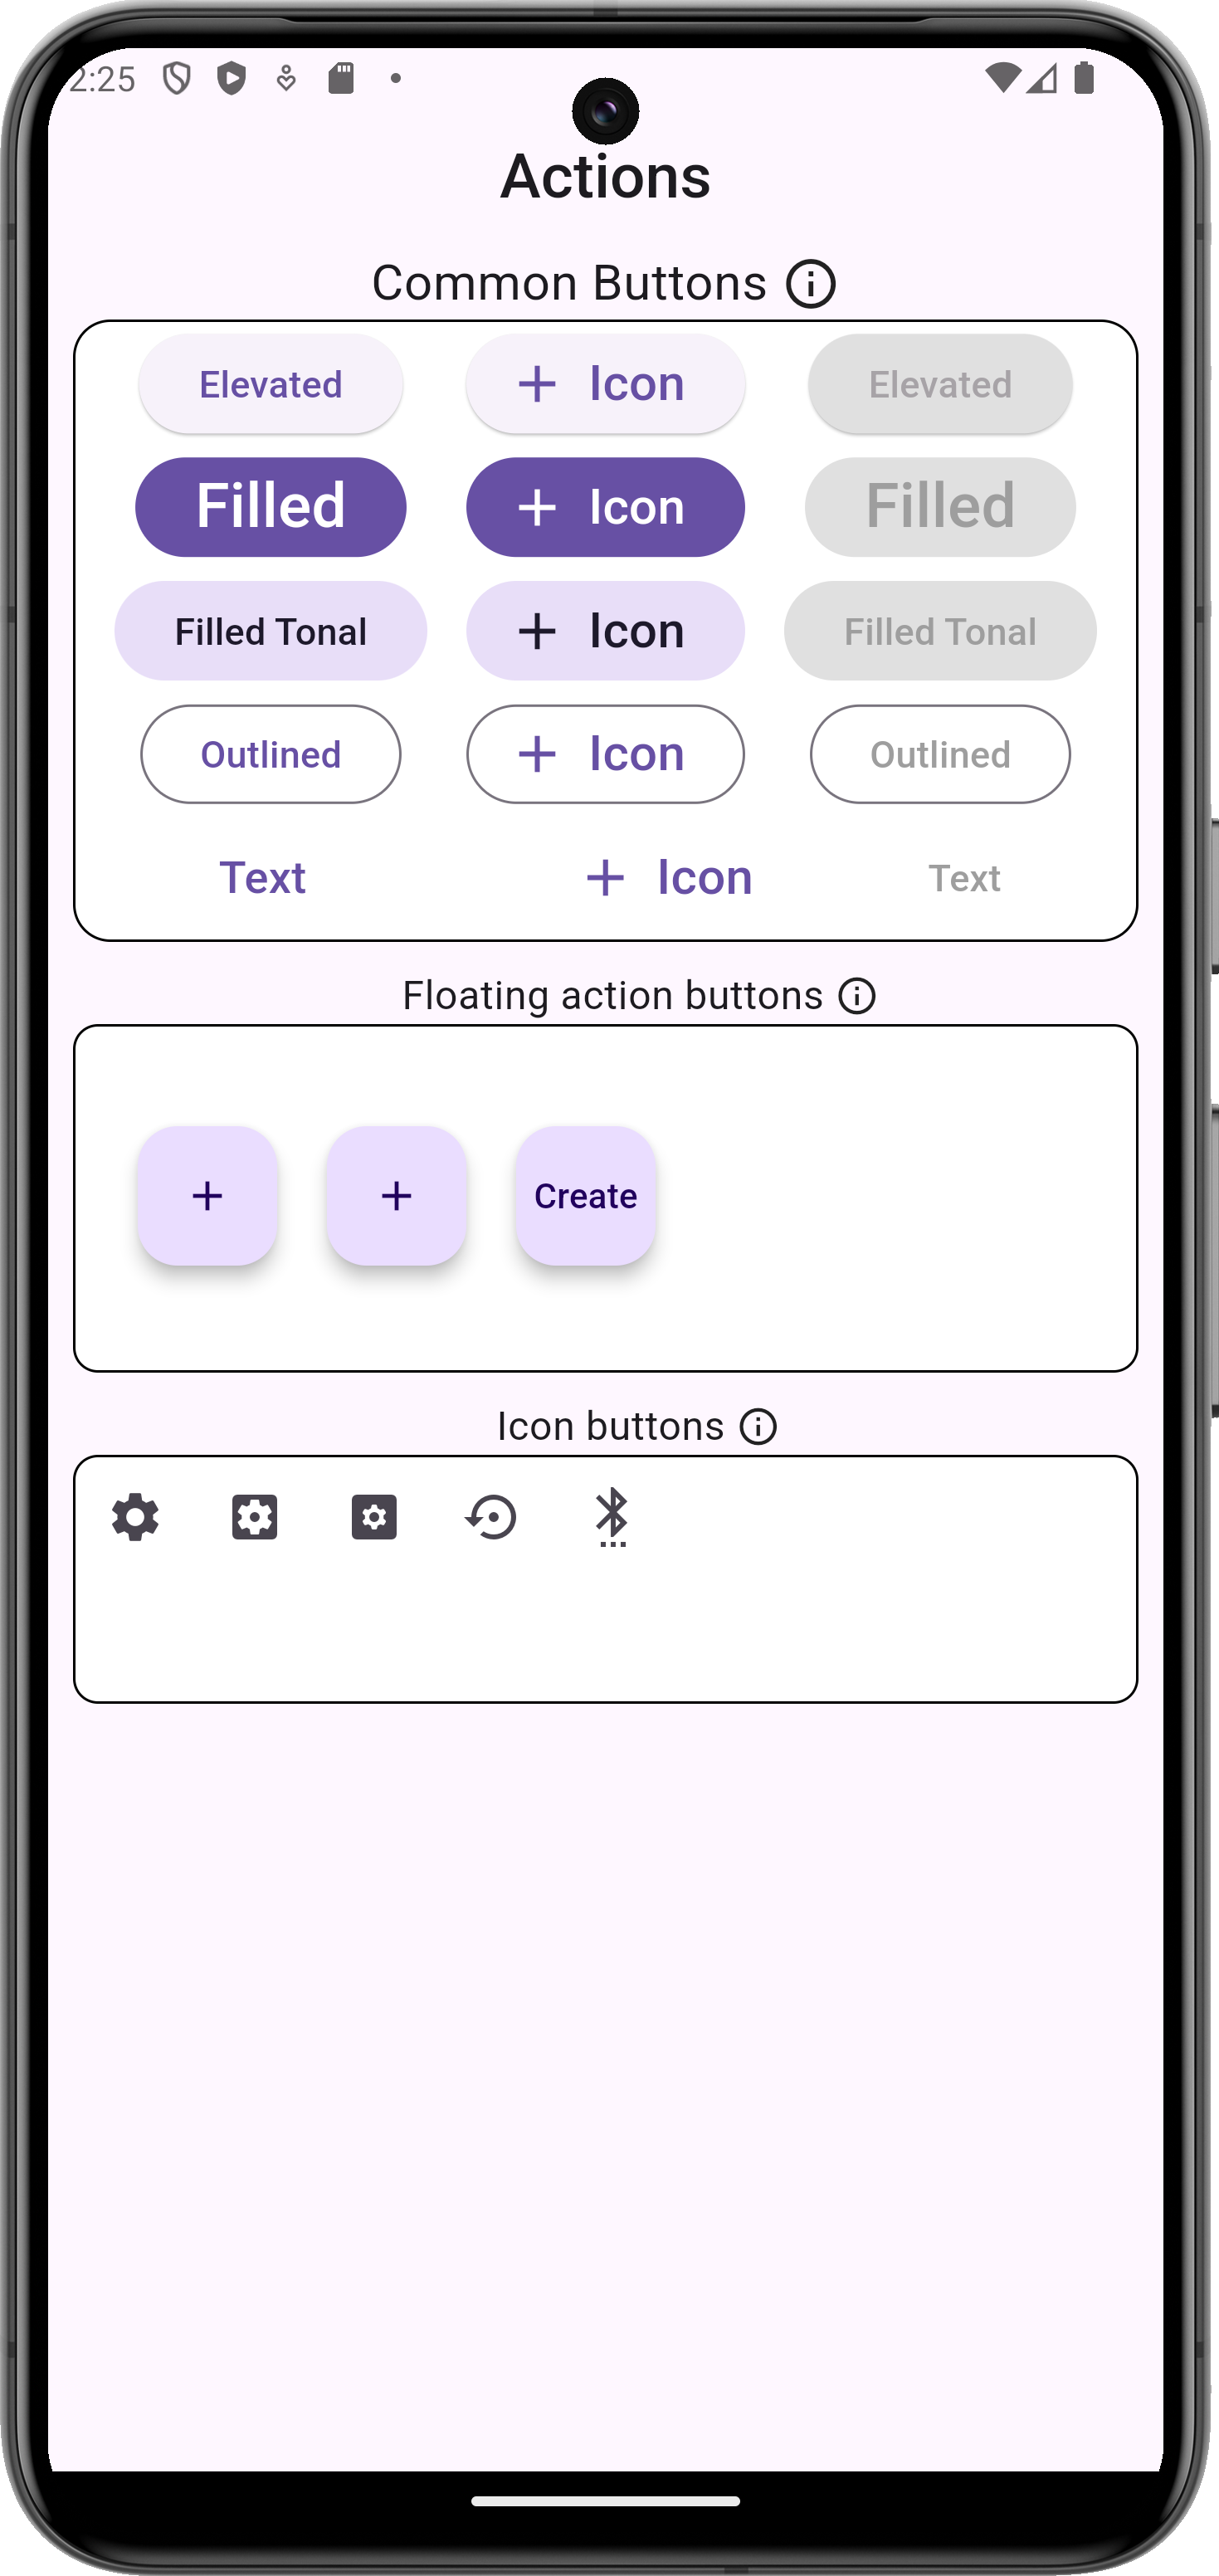 2:25
Actions
Common Buttons
Elevated + Icon Elevated
Filled + Icon Filled
Filled Tonal + Icon Filled Tonal
Outlined + Icon Outlined
Text + Icon Text
Floating action buttons
+ + Create
Icon buttons